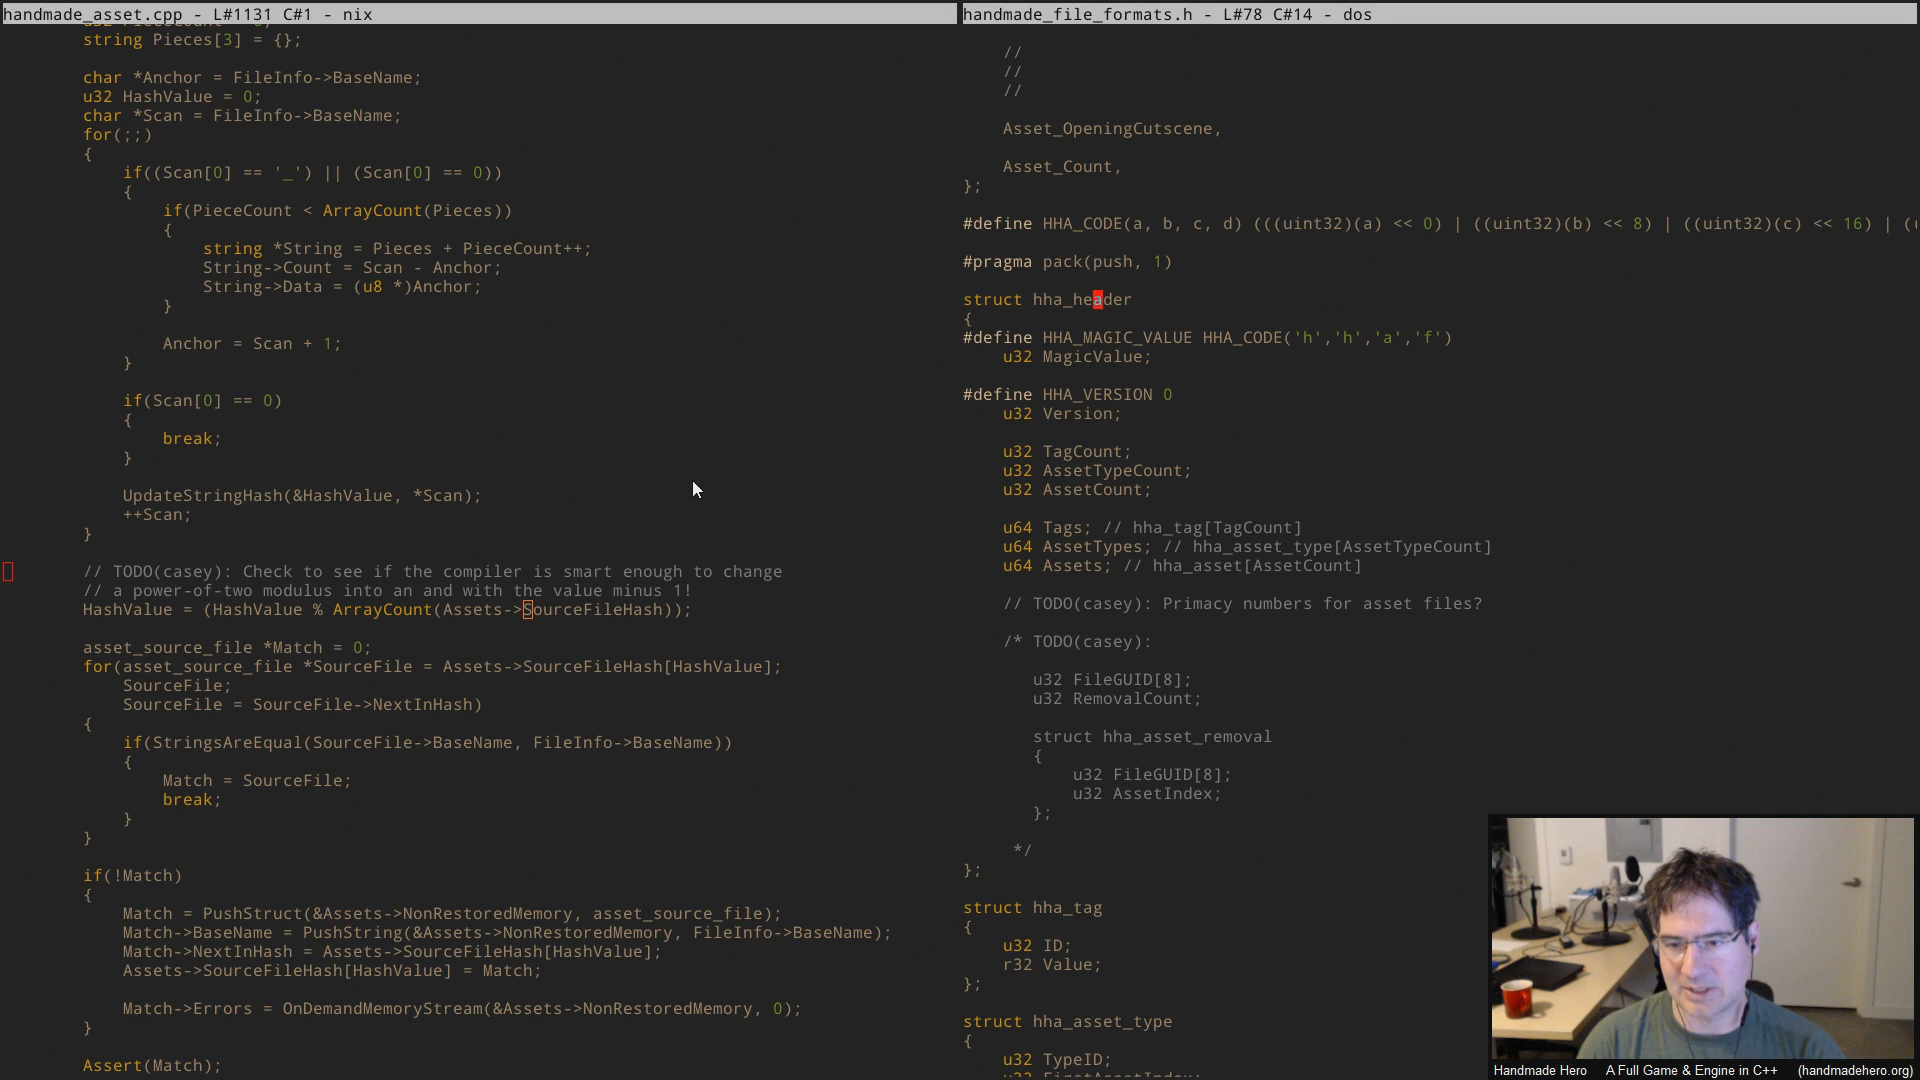 handmade_asset.cpp - L#1131 C#1 - nix
string Pieces[3] = {};
char *Anchor = FileInfo->BaseName;
u32 HashValue = 0;
char *Scan = FileInfo->BaseName;
for(;;)
{
if((Scan[0] == '_') || (Scan[0] == 0))
{
if(PieceCount < ArrayCount(Pieces))
{
string *String = Pieces + PieceCount++;
String->Count = Scan - Anchor;
String->Data = (u8 *)Anchor;
}
Anchor = Scan + 1;
}
if(Scan[0] == 0)
{
break;
}
UpdateStringHash(&HashValue, *Scan);
++Scan;
}
// TODO(casey): Check to see if the compiler is smart enough to change
// a power-of-two modulus into an and with the value minus 1!
HashValue = (HashValue % ArrayCount(Assets->SourceFileHash));
asset_source_file *Match = 0;
for(asset_source_file *SourceFile = Assets->SourceFileHash[HashValue];
SourceFile;
SourceFile = SourceFile->NextInHash)
{
if(StringsAreEqual(SourceFile->BaseName, FileInfo->BaseName))
{
Match = SourceFile;
break;
}
}
if(!Match)
{
Match = PushStruct(&Assets->NonRestoredMemory, asset_source_file);
Match->BaseName = PushString(&Assets->NonRestoredMemory, FileInfo->BaseName);
Match->NextInHash = Assets->SourceFileHash[HashValue];
Assets->SourceFileHash[HashValue] = Match;
Match->Errors = OnDemandMemoryStream(&Assets->NonRestoredMemory, 0);
}
Assert(Match);
handmade_file_formats.h - L#78 C#14 - dos
//
//
//
Asset_OpeningCutscene,
Asset_Count,
};
#define HHA_CODE(a, b, c, d) (((uint32)(a) << 0) | ((uint32)(b) << 8) | ((uint32)(c) << 16) | (
#pragma pack(push, 1)
struct hha_header
{
#define HHA_MAGIC_VALUE HHA_CODE('h','h','a','f')
u32 MagicValue;
#define HHA_VERSION 0
u32 Version;
u32 TagCount;
u32 AssetTypeCount;
u32 AssetCount;
u64 Tags; // hha_tag[TagCount]
u64 AssetTypes; // hha_asset_type[AssetTypeCount]
u64 Assets; // hha_asset[AssetCount]
// TODO(casey): Primacy numbers for asset files?
/* TODO(casey):
u32 FileGUID[8];
u32 RemovalCount;
struct hha_asset_removal
{
u32 FileGUID[8];
u32 AssetIndex;
};
*/
};
struct hha_tag
{
u32 ID;
r32 Value;
};
struct hha_asset_type
{
u32 TypeID;
Handmade Hero A Full Game & Engine in C++ (handmadehero.org)